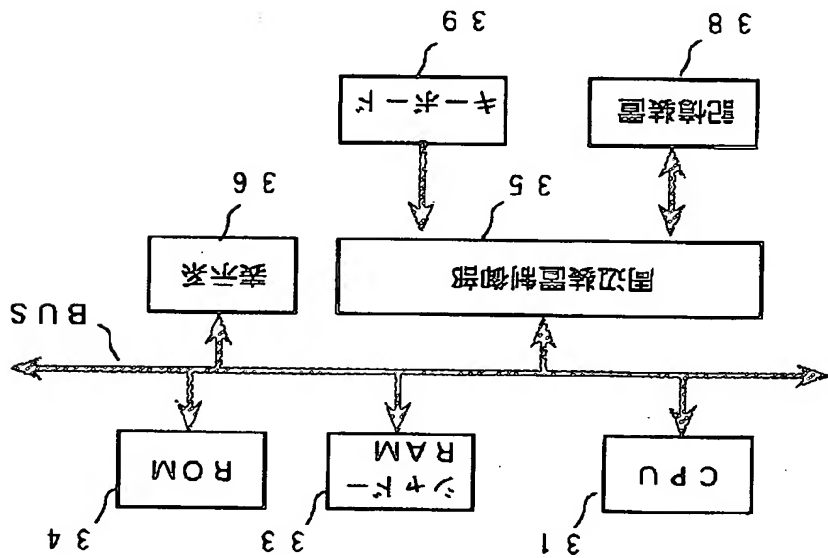 31
33
34
CPU
シャドー
RAM
ROM
BUS
周辺装置制御部
表示系
35
36
記憶装置
キーボード
38
39